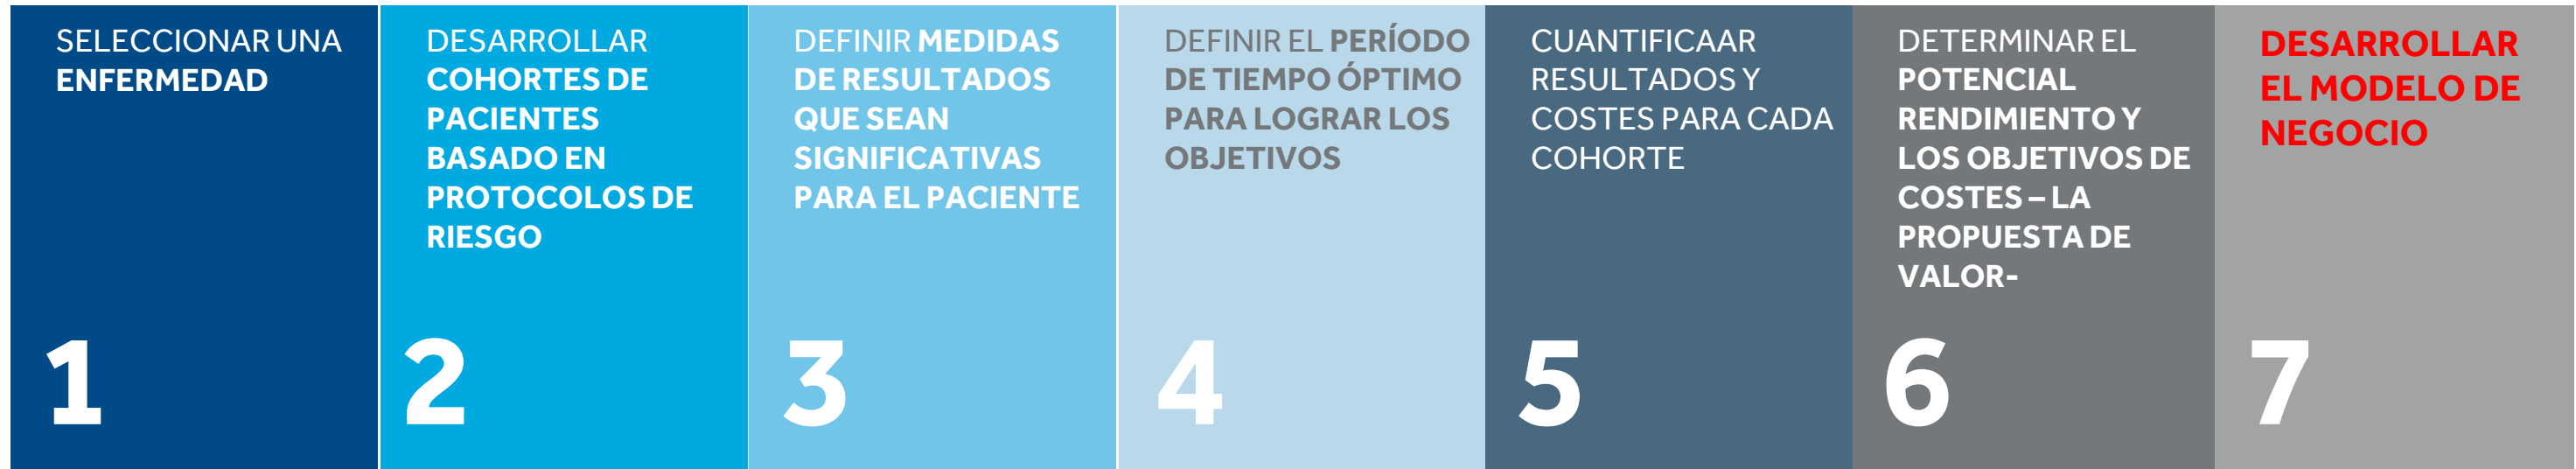 SELECCIONAR UNA
ENFERMEDAD
1
DESARROLLAR
COHORTES DE
PACIENTES
BASADO EN
PROTOCOLOS DE
RIESGO
2
DEFINIR MEDIDAS
DE RESULTADOS
QUE SEAN
SIGNIFICATIVAS
PARA EL PACIENTE
3
DEFINIR EL PERÍODO
DE TIEMPO ÓPTIMO
PARA LOGRAR LOS
OBJETIVOS
4
CUANTIFICAAR
RESULTADOS Y
COSTES PARA CADA
COHORTE
5
DETERMINAR EL
POTENCIAL
RENDIMIENTO Y
LOS OBJETIVOS DE
COSTES – LA
PROPUESTA DE
VALOR-
6
DESARROLLAR
EL MODELO DE
NEGOCIO
7